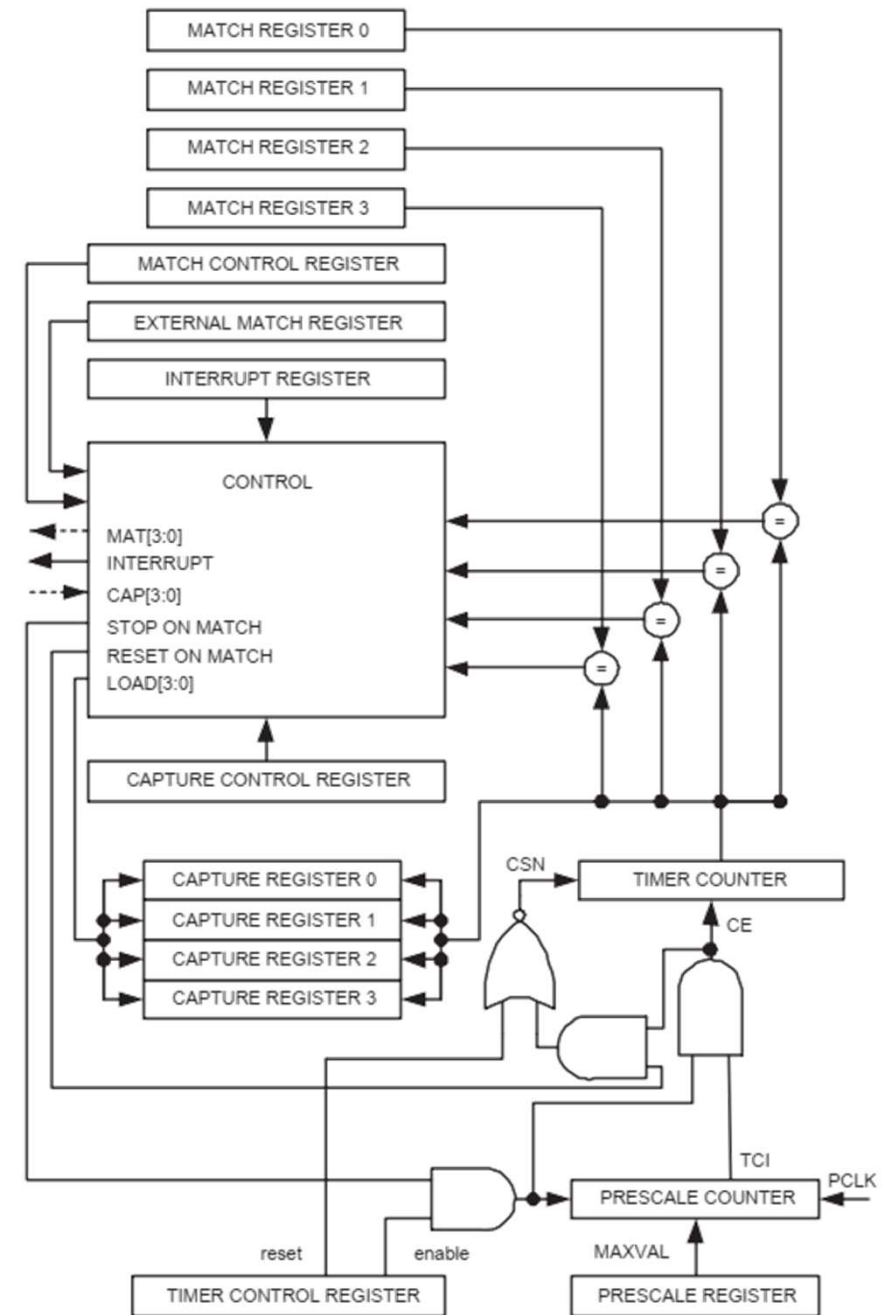 MATCH REGISTER 0
MATCH REGISTER 1
MATCH REGISTER 2
MATCH REGISTER 3
MATCH CONTROL REGISTER
EXTERNAL MATCH REGISTER
INTERRUPT REGISTER
CONTROL
MAT[3:0]
INTERRUPT
CAP[3:0]
STOP ON MATCH
RESET ON MATCH
LOAD[3:0]
=
=
=
=
CAPTURE CONTROL REGISTER
CSN
CAPTURE REGISTER 0
TIMER COUNTER
CAPTURE REGISTER 1
CE
CAPTURE REGISTER 2
CAPTURE REGISTER 3
TCI
PCLK
PRESCALE COUNTER
reset
enable
MAXVAL
TIMER CONTROL REGISTER
PRESCALE REGISTER